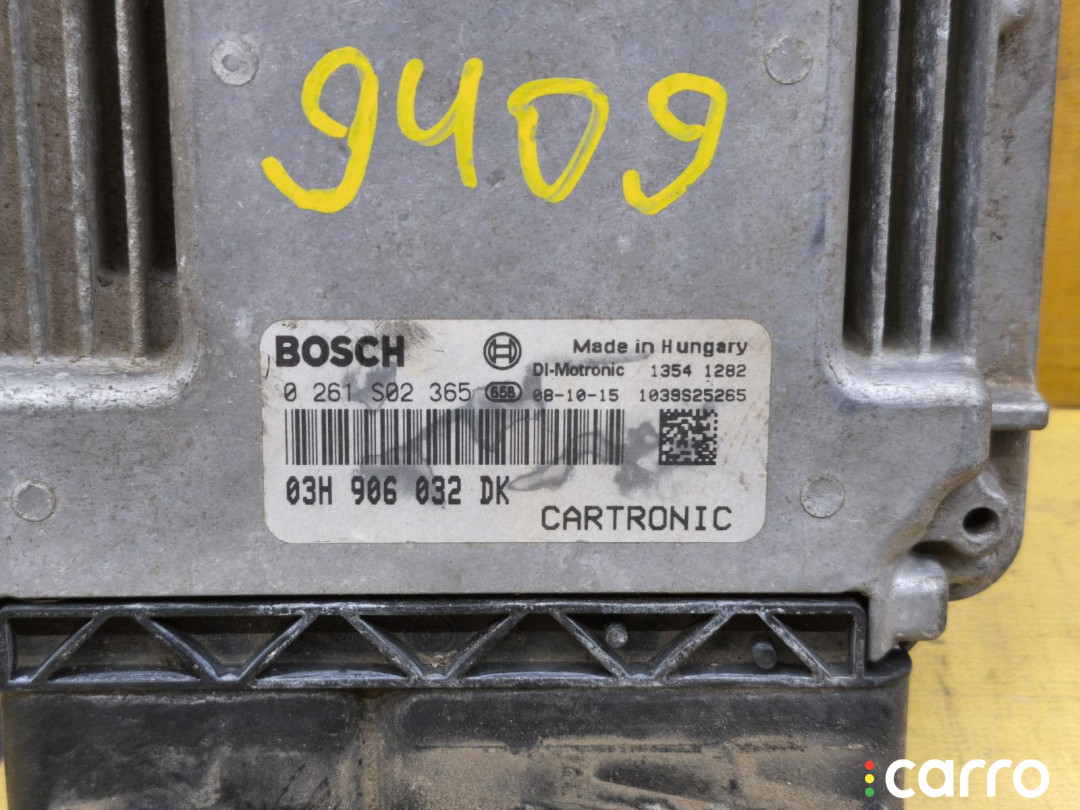 9409
BOSCH
Made in Hungary
DI-Motronic 1354 1282
0 261 S02 365 65B 08-10-15 1039S25265
03H 906 032 DK
CARTRONIC
carro